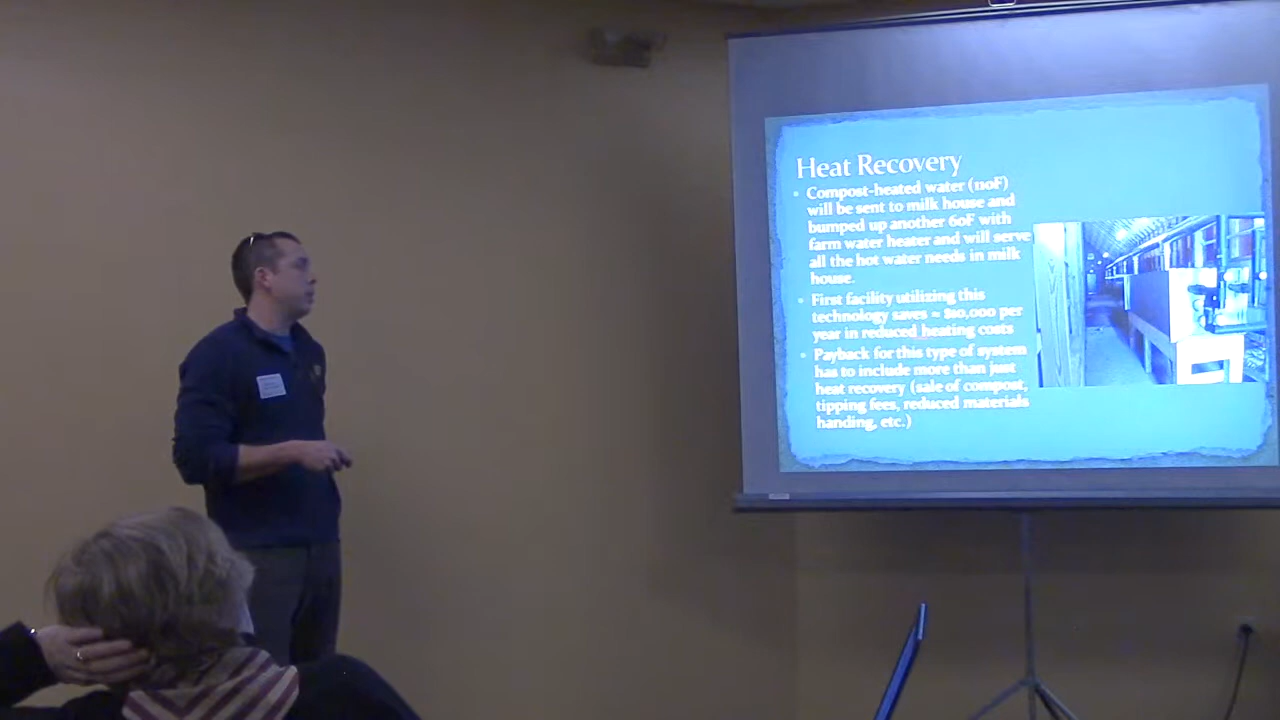 Heat Recovery
Compost-heated water (110F)
will be sent to milk house and
bumped up another 60F with
farm water heater and will serve
all the hot water needs in milk
house.
First facility utilizing this
technology saves ≈ $10,000 per
year in reduced heating costs
Payback for this type of system
has to include more than just
heat recovery (sale of compost,
tipping fees, reduced materials
handing, etc.)